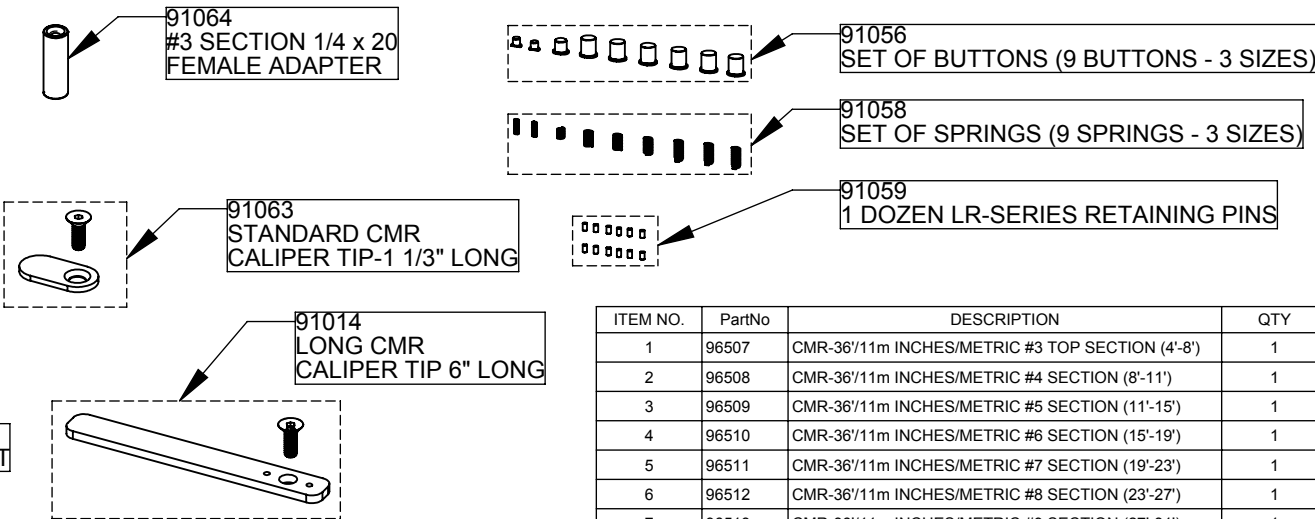 91064
#3 SECTION 1/4 x 20
FEMALE ADAPTER
91056
SET OF BUTTONS (9 BUTTONS - 3 SIZES)
91058
SET OF SPRINGS (9 SPRINGS - 3 SIZES)
91059
1 DOZEN LR-SERIES RETAINING PINS
91063
STANDARD CMR
CALIPER TIP-1 1/3" LONG
91014
LONG CMR
CALIPER TIP 6" LONG
T
ITEM NO. PartNo DESCRIPTION QTY
1 96507 CMR-36'/11m INCHES/METRIC #3 TOP SECTION (4'-8') 1
2 96508 CMR-36'/11m INCHES/METRIC #4 SECTION (8'-11') 1
3 96509 CMR-36'/11m INCHES/METRIC #5 SECTION (11'-15') 1
4 96510 CMR-36'/11m INCHES/METRIC #6 SECTION (15'-19') 1
5 96511 CMR-36'/11m INCHES/METRIC #7 SECTION (19'-23') 1
6 96512 CMR-36'/11m INCHES/METRIC #8 SECTION (23'-27') 1